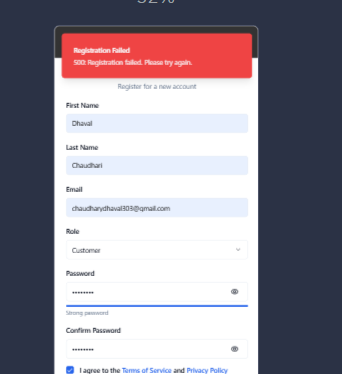 52%
Registration Failed
500: Registration failed. Please try again.
Register for a new account
First Name
Dhaval
Last Name
Chaudhari
Email
chaudharydhaval303@gmail.com
Role
Customer
Password
••••••••
Strong password
Confirm Password
••••••••
I agree to the Terms of Service and Privacy Policy